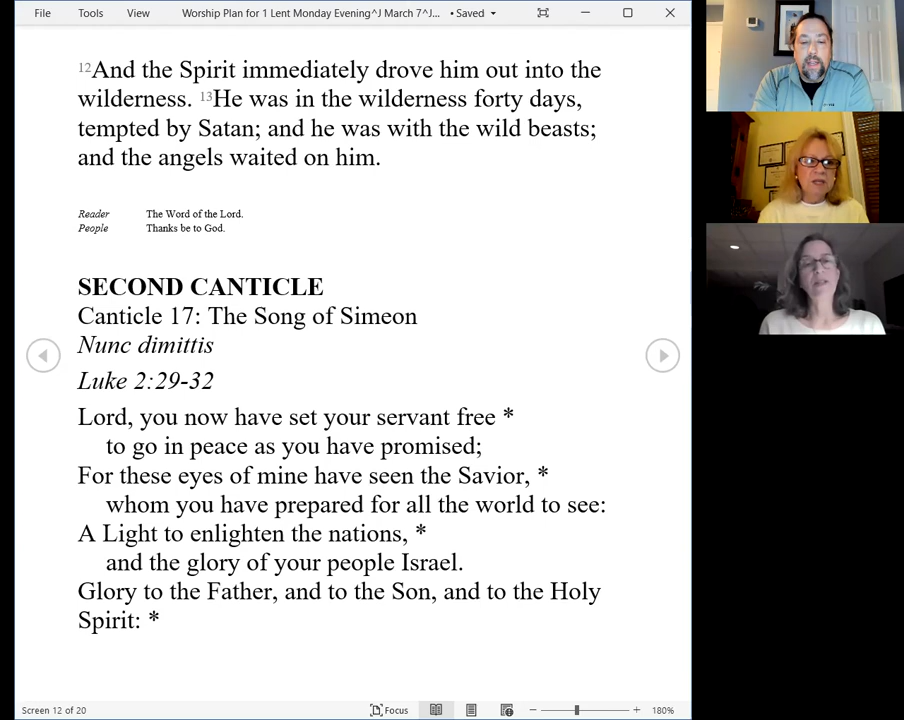 File Tools View Worship Plan for 1 Lent Monday Evening^J March 7^J... • Saved
12And the Spirit immediately drove him out into the
wilderness. 13He was in the wilderness forty days,
tempted by Satan; and he was with the wild beasts;
and the angels waited on him.
Reader The Word of the Lord.
People Thanks be to God.
SECOND CANTICLE
Canticle 17: The Song of Simeon
Nunc dimittis
Luke 2:29-32
Lord, you now have set your servant free *
to go in peace as you have promised;
For these eyes of mine have seen the Savior, *
whom you have prepared for all the world to see:
A Light to enlighten the nations, *
and the glory of your people Israel.
Glory to the Father, and to the Son, and to the Holy
Spirit: *
Screen 12 of 20 Focus 180%